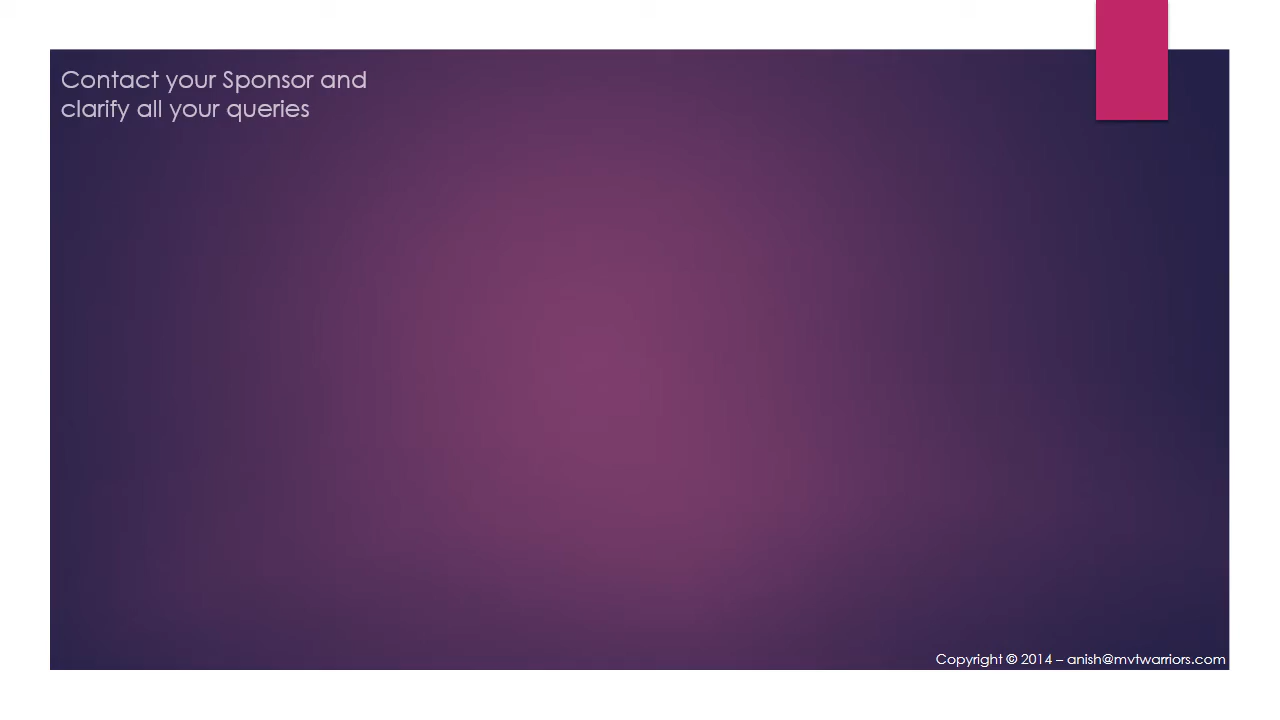 Contact your Sponsor and
clarify all your queries
Copyright © 2014 – anish@mvtwarriors.com